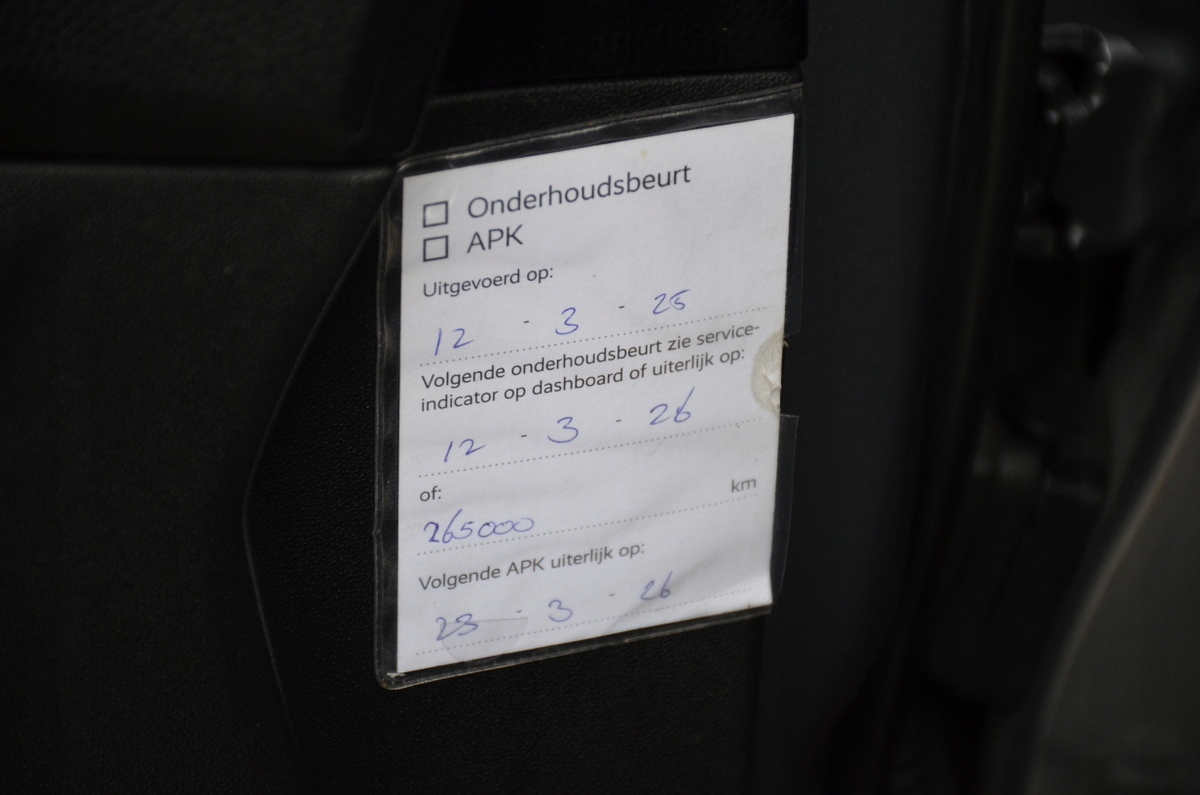 ☐ Onderhoudsbeurt
☐ APK
Uitgevoerd op:
12 - 3 - 25
Volgende onderhoudsbeurt zie service-
indicator op dashboard of uiterlijk op:
12 - 3 - 26
of: km
265000
Volgende APK uiterlijk op:
28 - 3 - 26